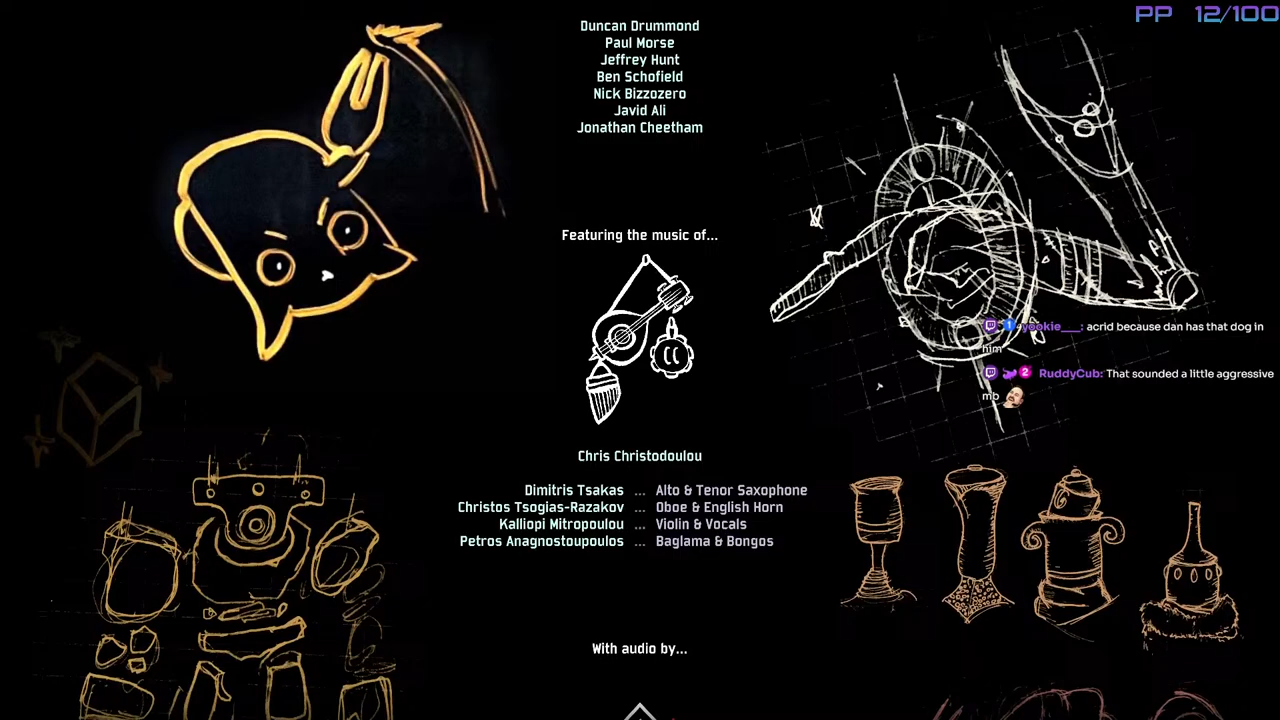 PP 12/100
Duncan Drummond
Paul Morse
Jeffrey Hunt
Ben Schofield
Nick Bizzozero
Javid Ali
Jonathan Cheetham
Featuring the music of...
yookie___: acrid because dan has that dog in
him
RuddyCub: That sounded a little aggressive
mb
Chris Christodoulou
Dimitris Tsakas ... Alto & Tenor Saxophone
Christos Tsogias-Razakov ... Oboe & English Horn
Kalliopi Mitropoulou ... Violin & Vocals
Petros Anagnostoupoulos ... Baglama & Bongos
With audio by...